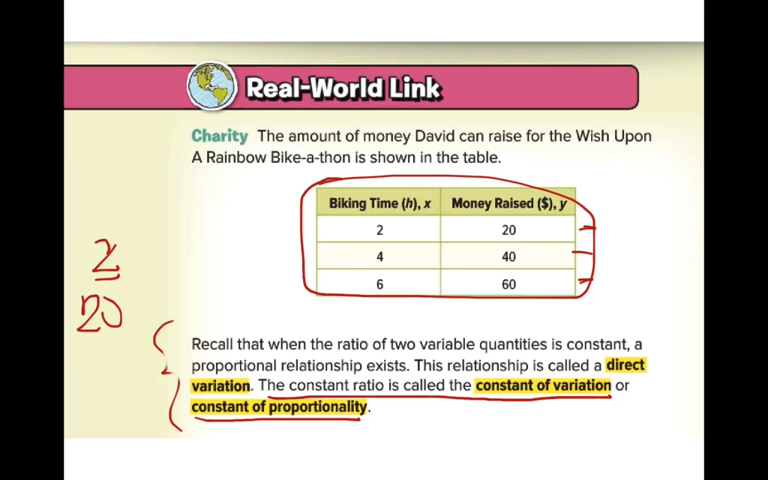 Real-World Link
Charity The amount of money David can raise for the Wish Upon
A Rainbow Bike-a-thon is shown in the table.
Biking Time (h), x Money Raised ($), y
2 20
4 40
6 60
2
20
Recall that when the ratio of two variable quantities is constant, a
proportional relationship exists. This relationship is called a direct
variation. The constant ratio is called the constant of variation or
constant of proportionality.